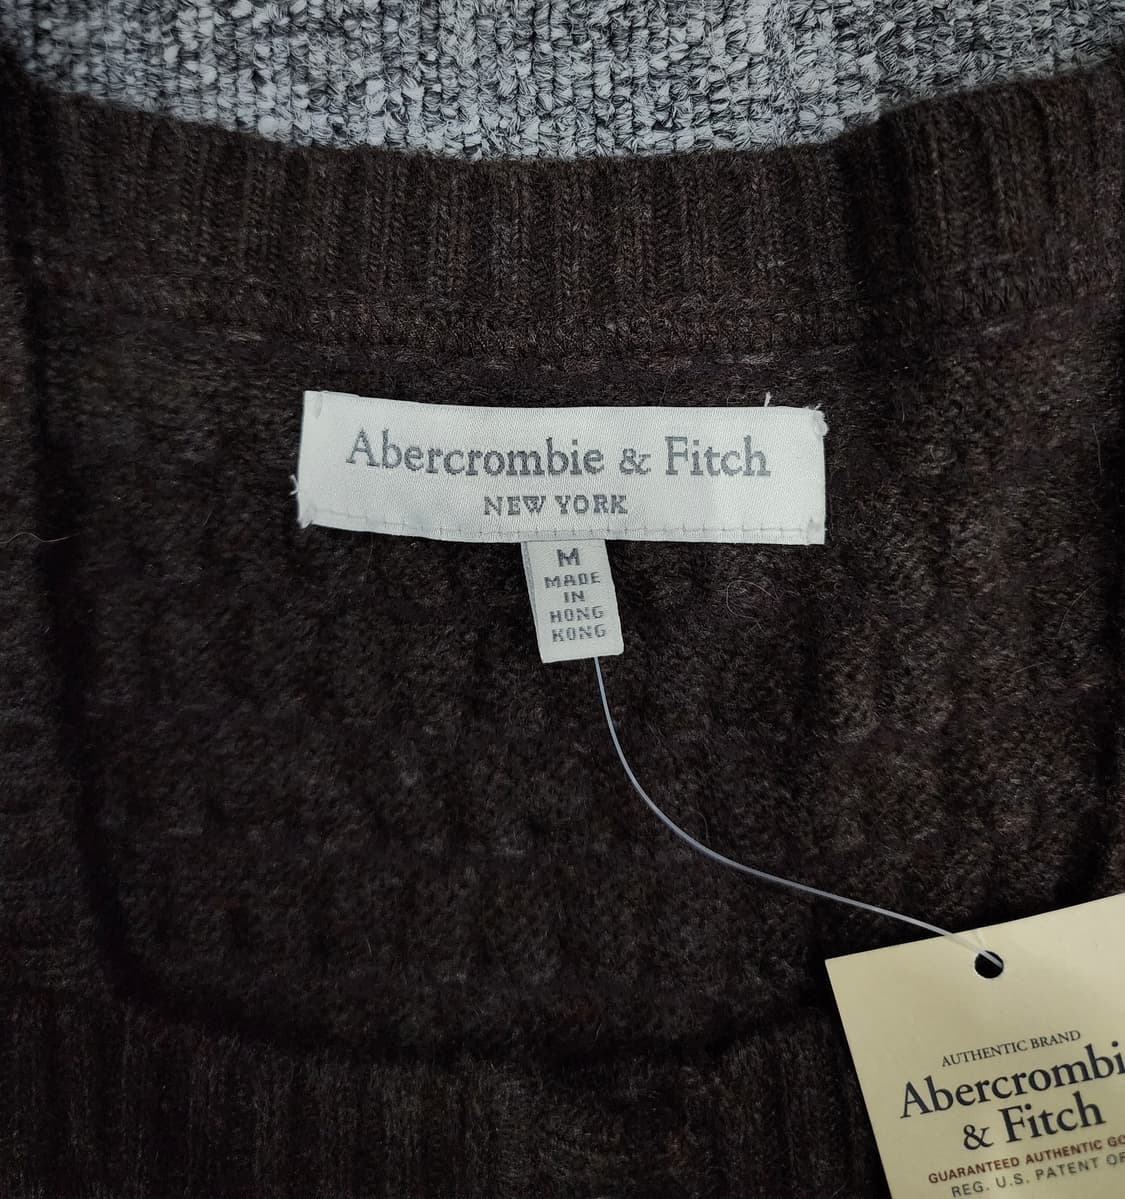 Abercrombie & Fitch
NEW YORK
M
MADE
IN
HONG
KONG
AUTHENTIC BRAND
Abercrombi
& Fitch
GUARANTEED AUTHENTIC GO
REG. U.S. PATENT OF